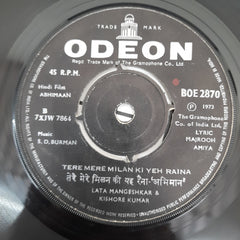 TRADE MARK
ODEON
Regd. Trade Mark of The Gramophone Co. Ltd.
45 R.P.M.
BOE 2870
Hindi Film
ABHIMAAN
℗ 1973
B
7XJW 7864
The Gramophone
Co. of India Ltd.
Music :
S. D. BURMAN
LYRIC
MAJROOH
AMIYA
TERE MERE MILAN KI YEH RAINA
तेरे मेरे मिलन की यह रैना-"अभिमान"
LATA MANGESHKAR &
KISHORE KUMAR